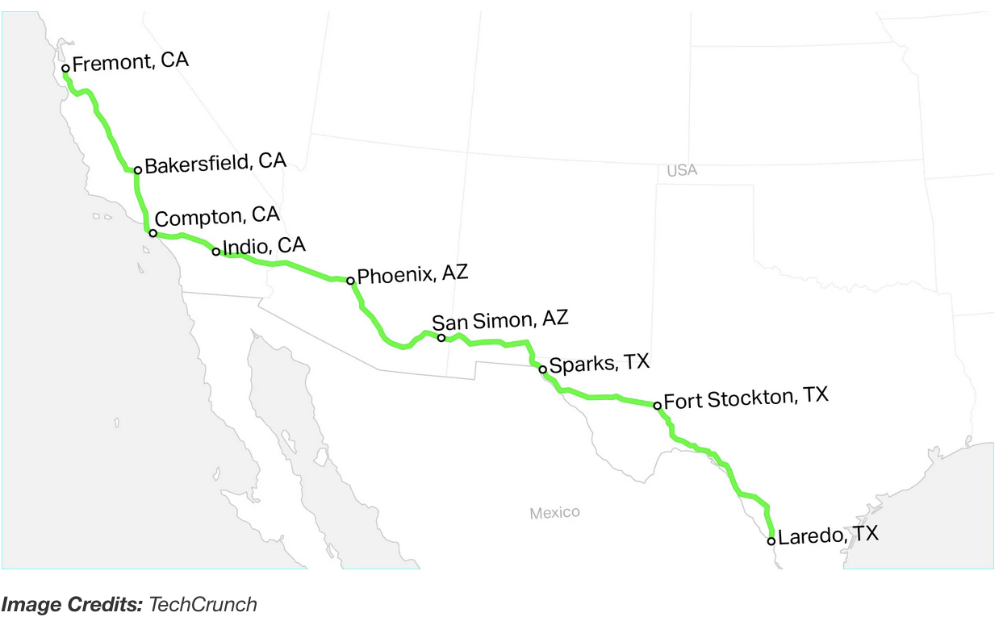 Fremont, CA
Bakersfield, CA
USA
Compton, CA
Indio, CA
Phoenix, AZ
San Simon, AZ
Sparks, TX
Fort Stockton, TX
Mexico
Laredo, TX
Image Credits: TechCrunch